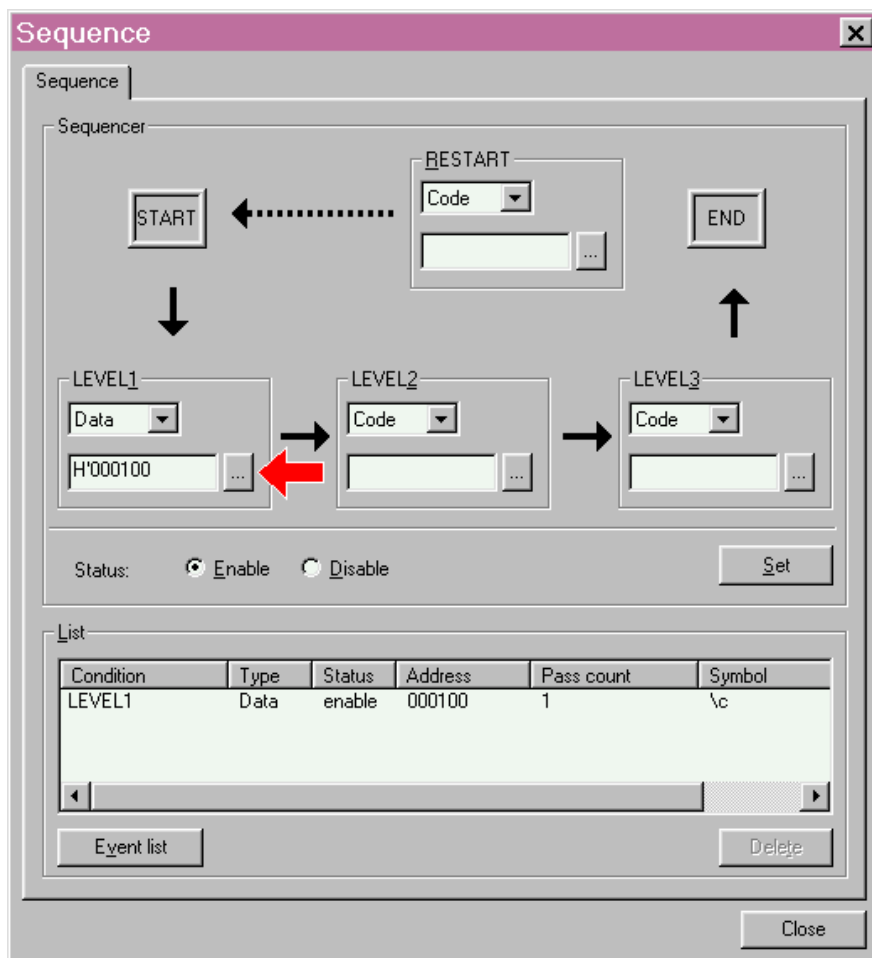 Sequence
Sequence
Sequencer
RESTART
Code
START
END
...
LEVEL1
LEVEL2
LEVEL3
Data
Code
Code
H'000100
...
...
...
Status:
Enable
Disable
Set
List
Condition Type Status Address Pass count Symbol
LEVEL1 Data enable 000100 1 \c
Event list
Delete
Close